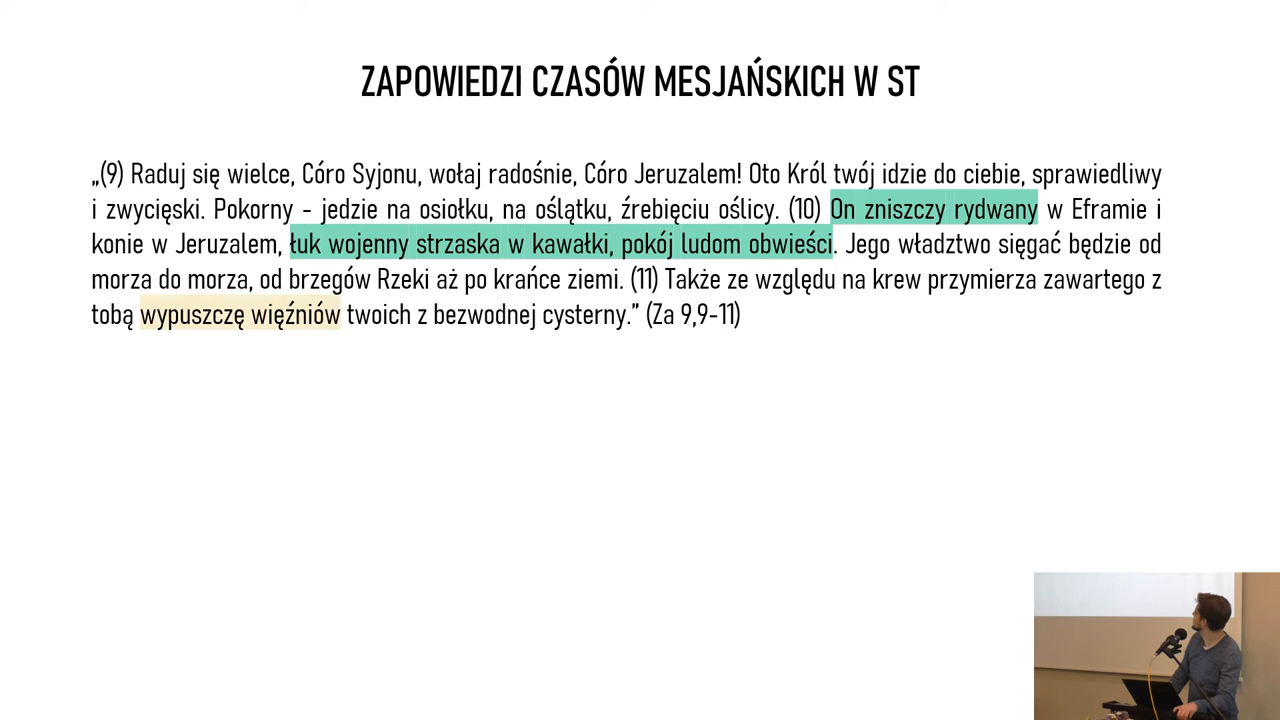 ZAPOWIEDZI CZASÓW MESJAŃSKICH W ST
„(9) Raduj się wielce, Córo Syjonu, wołaj radośnie, Córo Jeruzalem! Oto Król twój idzie do ciebie, sprawiedliwy
i zwycięski. Pokorny - jedzie na osiołku, na oślątku, źrebięciu oślicy. (10) On zniszczy rydwany w Eframie i
konie w Jeruzalem, łuk wojenny strzaska w kawałki, pokój ludom obwieści. Jego władztwo sięgać będzie od
morza do morza, od brzegów Rzeki aż po krańce ziemi. (11) Także ze względu na krew przymierza zawartego z
tobą wypuszczę więźniów twoich z bezwodnej cysterny.” (Za 9,9-11)